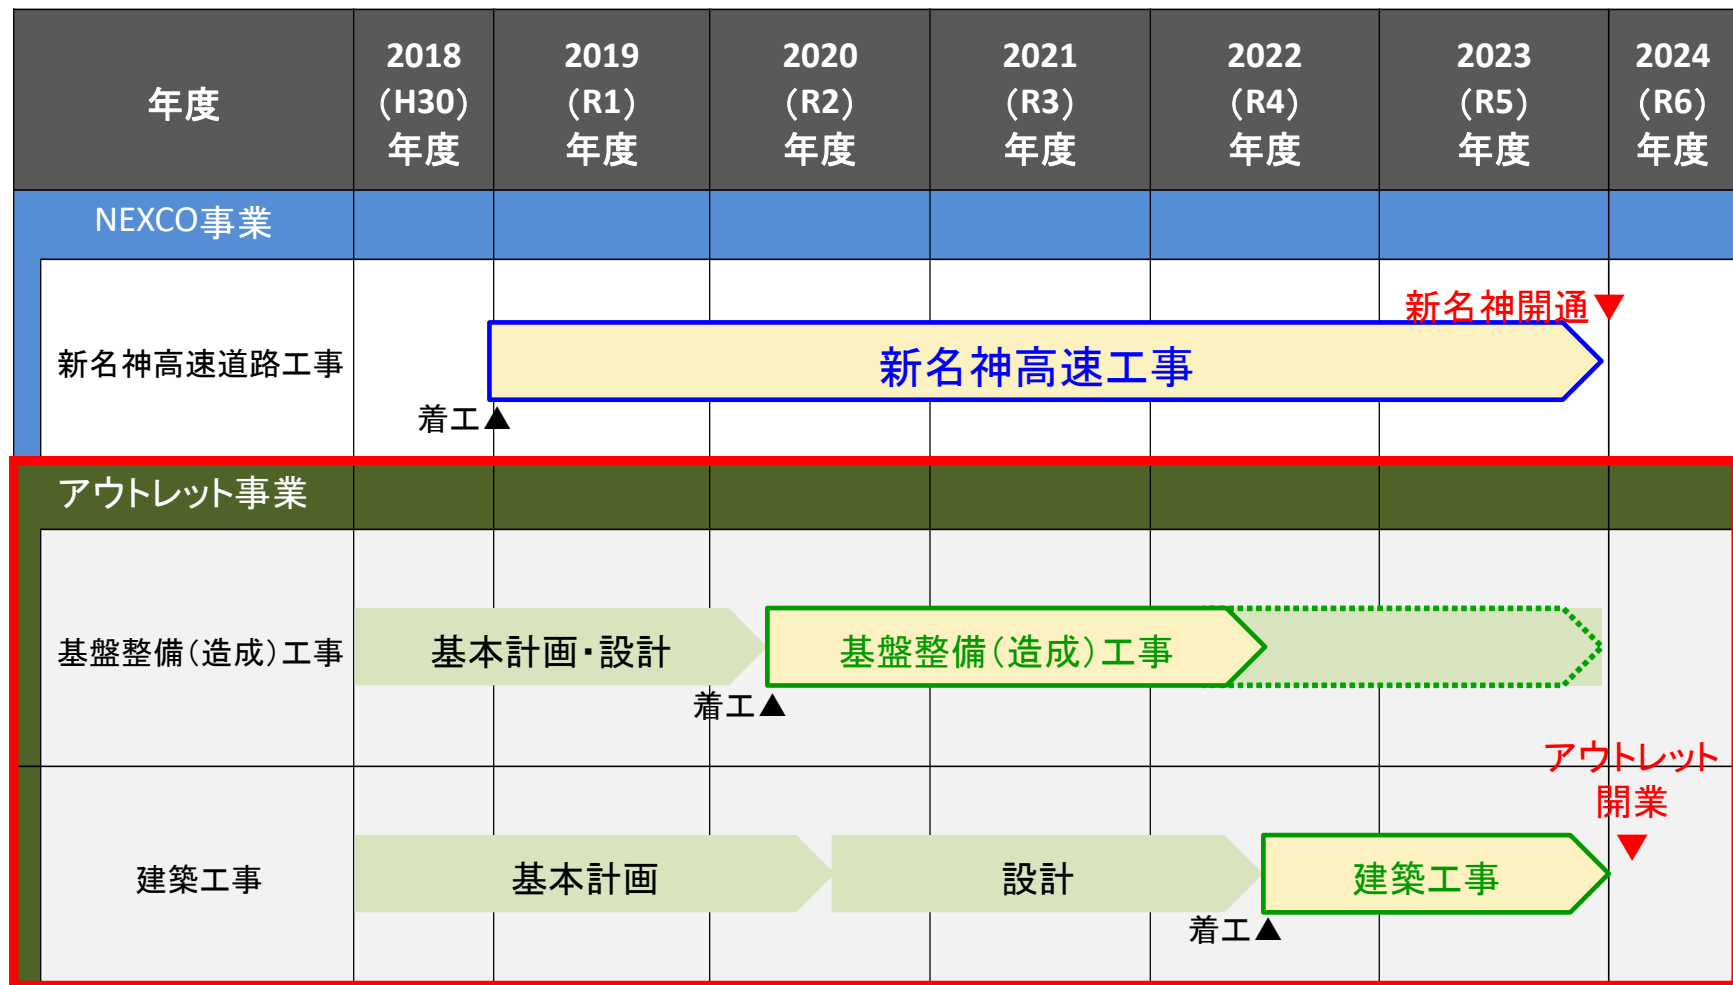 年度
2018
（H30）
年度
2019
（R1）
年度
2020
（R2）
年度
2021
（R3）
年度
2022
（R4）
年度
2023
（R5）
年度
2024
（R6）
年度
NEXCO事業
新名神高速道路工事
新名神開通▼
新名神高速工事
着工▲
アウトレット事業
基盤整備（造成）工事
基本計画・設計
基盤整備（造成）工事
着工▲
アウトレット
開業
▼
建築工事
基本計画
設計
建築工事
着工▲